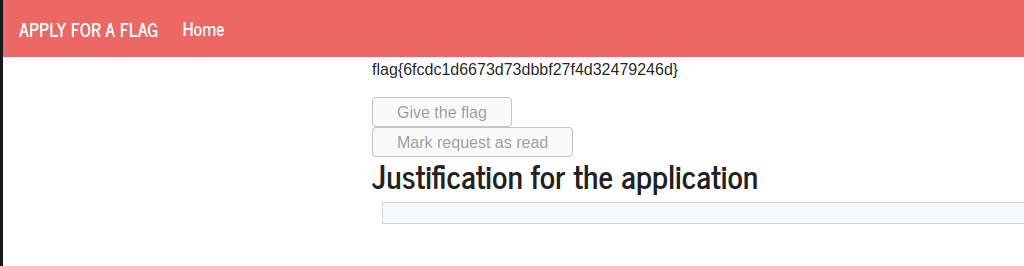 APPLY FOR A FLAG Home
flag{6fcdc1d6673d73dbbf27f4d32479246d}
Give the flag
Mark request as read
Justification for the application